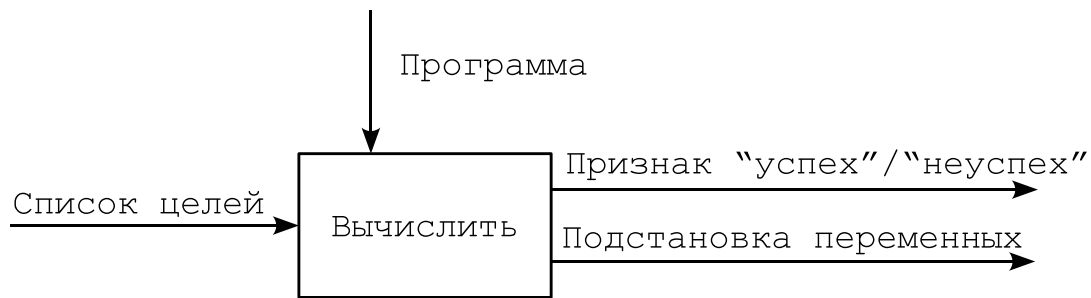 Программа
Признак “успех”/“неуспех”
Список целей
Вычислить
Подстановка переменных